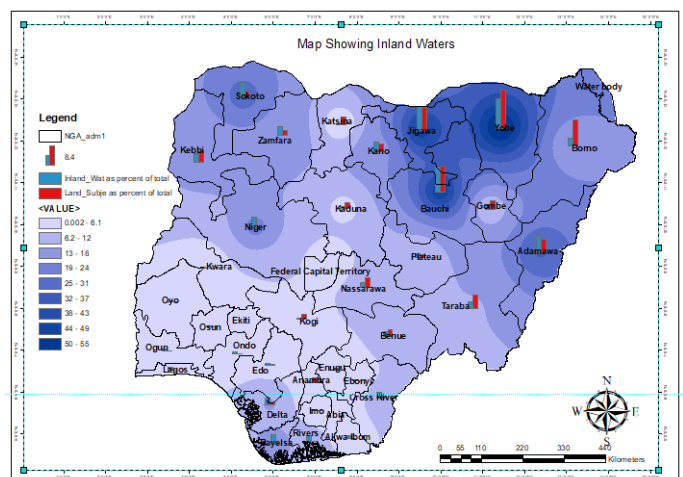 Map Showing Inland Waters
Legend
NGA_adm1
8.4
Inland_Wat as percent of total
Land_Subje as percent of total
<VALUE>
0.002 - 6.1
6.2 - 12
13 - 18
19 - 24
25 - 31
32 - 37
38 - 43
44 - 49
50 - 55
Water body
Sokoto
Katsina
Jigawa
Yobe
Borno
Kebbi
Zamfara
Kano
Kaduna
Bauchi
Gombe
Niger
Adamawa
Plateau
Kwara
Federal Capital Territory
Nassarawa
Oyo
Taraba
Osun
Ekiti
Kogi
Ogun
Ondo
Benue
Lagos
Edo
Enugu
Anambra
Ebonyi
Cross River
Delta
Imo
Abia
Rivers
Akwa Ibom
Bayelsa
N
W
E
S
0 55 110 220 330 440
Kilometers